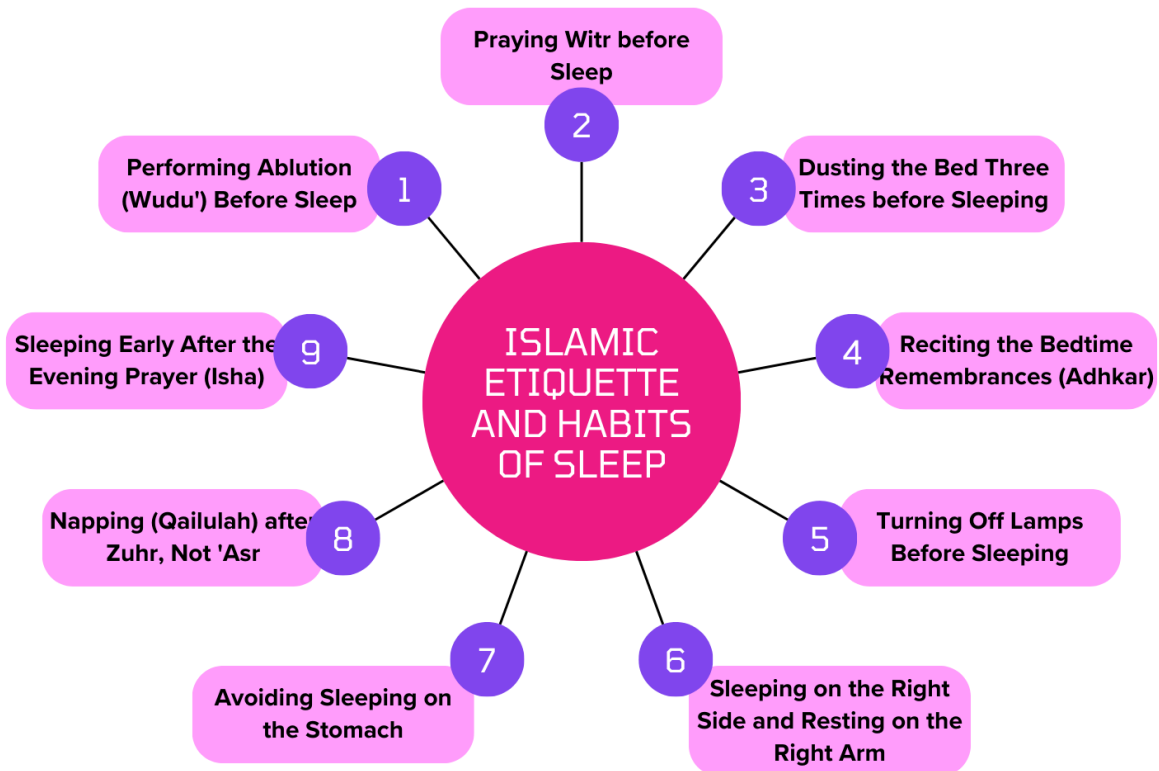 ISLAMIC
ETIQUETTE
AND HABITS
OF SLEEP
1
Performing Ablution
(Wudu') Before Sleep
2
Praying Witr before
Sleep
3
Dusting the Bed Three
Times before Sleeping
4
Reciting the Bedtime
Remembrances (Adhkar)
5
Turning Off Lamps
Before Sleeping
6
Sleeping on the Right
Side and Resting on the
Right Arm
7
Avoiding Sleeping on
the Stomach
8
Napping (Qailulah) after
Zuhr, Not 'Asr
9
Sleeping Early After the
Evening Prayer (Isha)